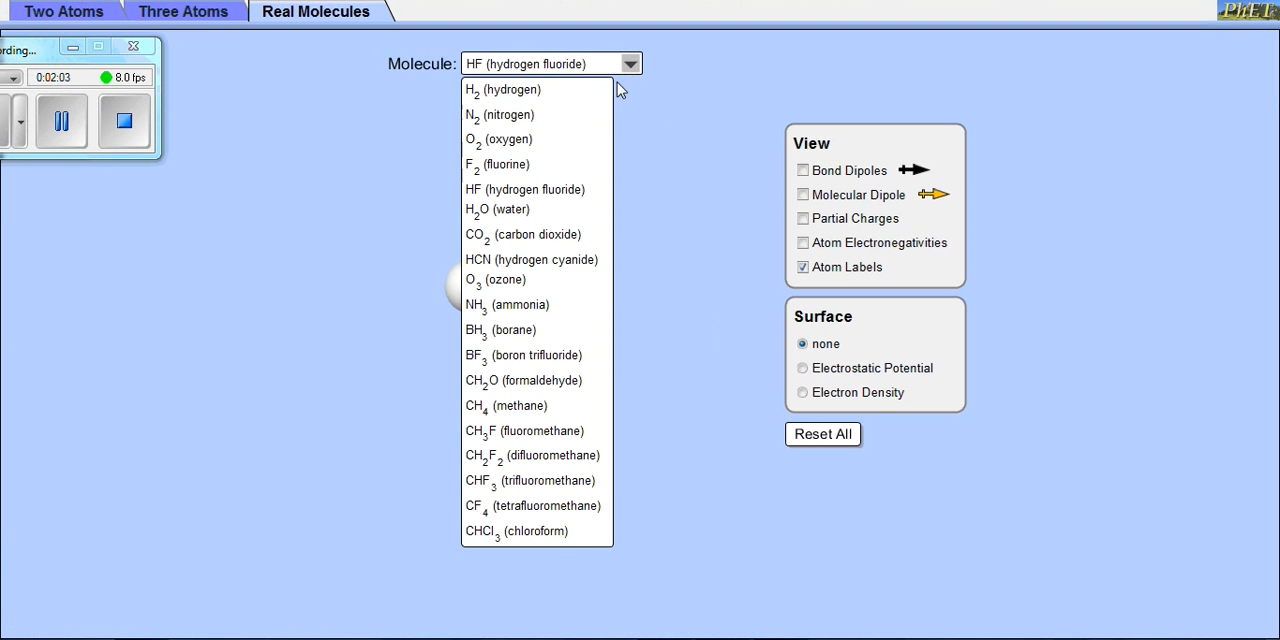 Two Atoms
Three Atoms
Real Molecules
PhET
ording...
0:02:03
8.0 fps
Molecule:
HF (hydrogen fluoride)
H2 (hydrogen)
N2 (nitrogen)
O2 (oxygen)
F2 (fluorine)
HF (hydrogen fluoride)
H2O (water)
CO2 (carbon dioxide)
HCN (hydrogen cyanide)
O3 (ozone)
NH3 (ammonia)
BH3 (borane)
BF3 (boron trifluoride)
CH2O (formaldehyde)
CH4 (methane)
CH3F (fluoromethane)
CH2F2 (difluoromethane)
CHF3 (trifluoromethane)
CF4 (tetrafluoromethane)
CHCl3 (chloroform)
View
Bond Dipoles
Molecular Dipole
Partial Charges
Atom Electronegativities
Atom Labels
Surface
none
Electrostatic Potential
Electron Density
Reset All